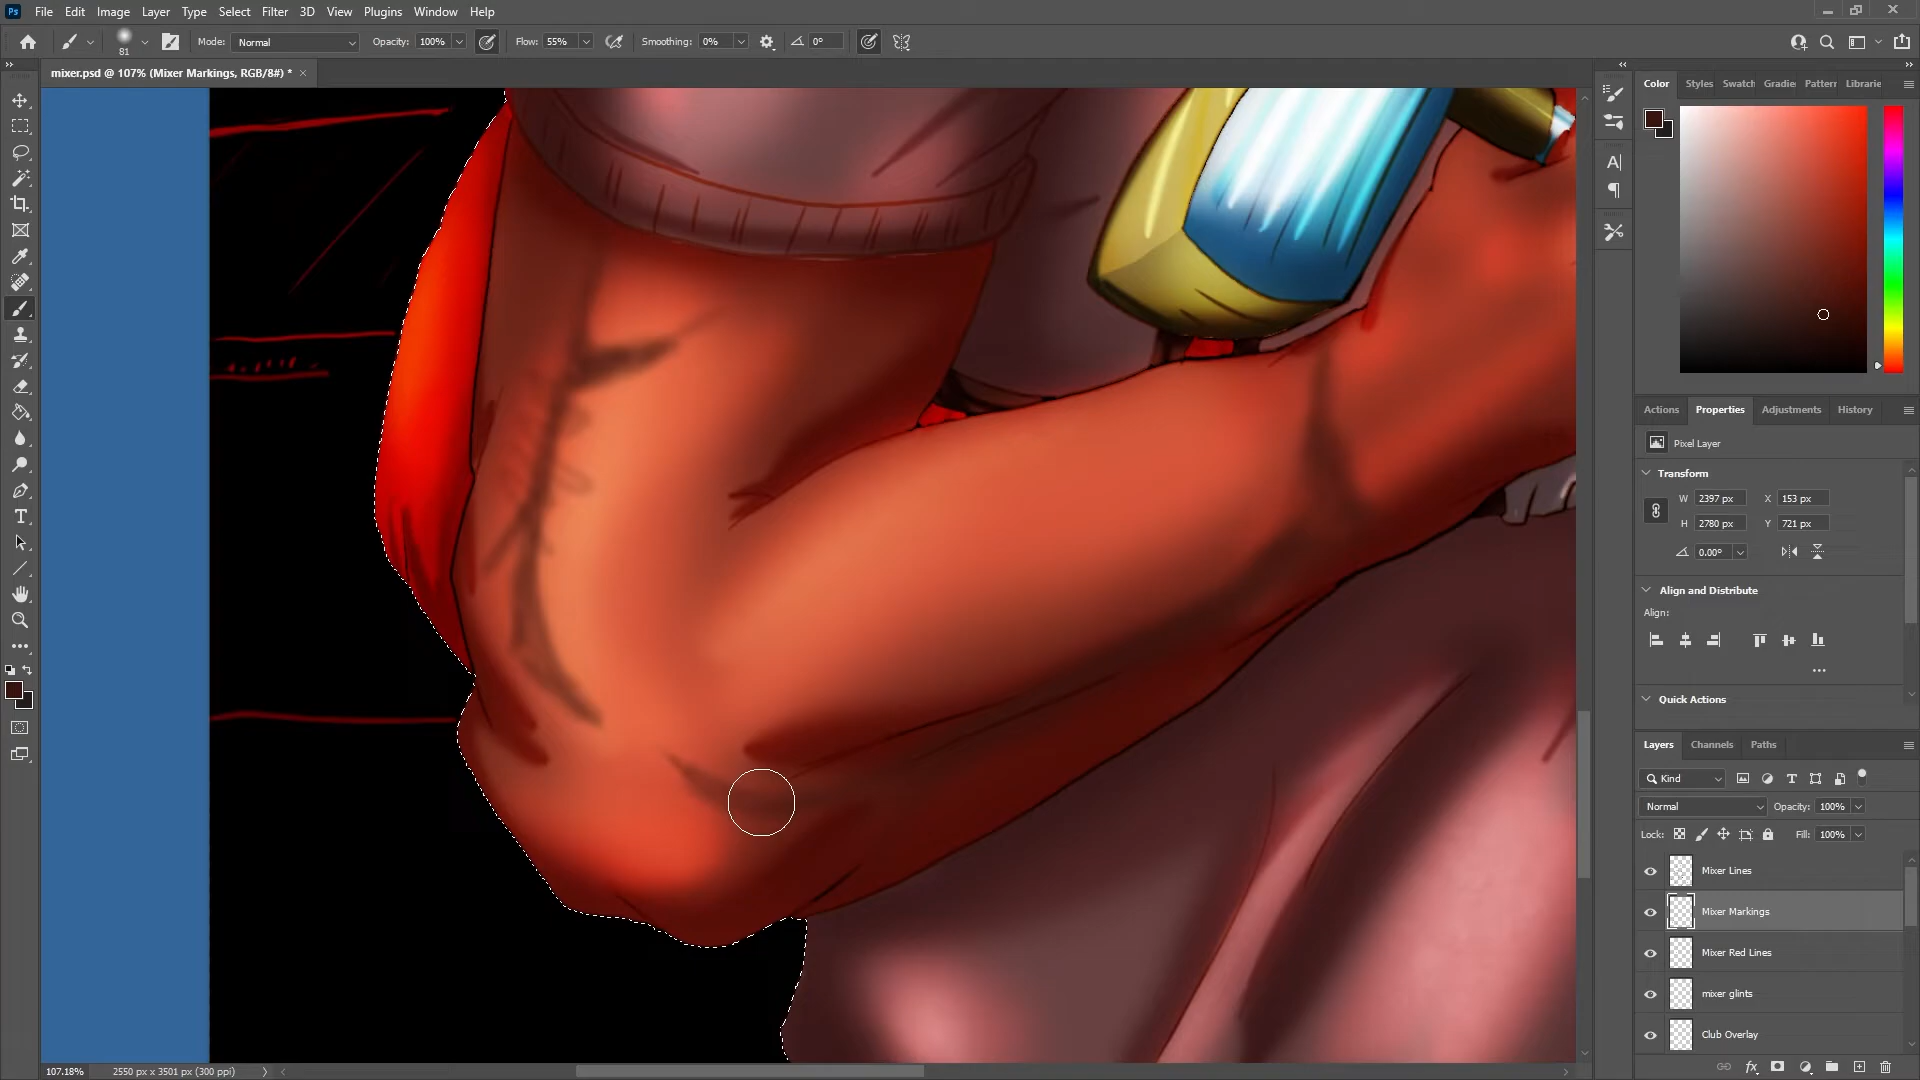 Ps File Edit Image Layer Type Select Filter 3D View Plugins Window Help
81 Mode: Normal Opacity: 100% Flow: 55% Smoothing: 0% 0°
mixer.psd @ 107% (Mixer Markings, RGB/8#) * ×
Color Styles Swatch Gradie Pattern Librarie
Actions Properties Adjustments History
Pixel Layer
Transform
W 2397 px X 153 px
H 2780 px Y 721 px
0.00°
Align and Distribute
Align:
Quick Actions
Layers Channels Paths
Kind
Normal Opacity: 100%
Lock: Fill: 100%
Mixer Lines
Mixer Markings
Mixer Red Lines
mixer glints
Club Overlay
107.18% 2550 px x 3501 px (300 ppi)